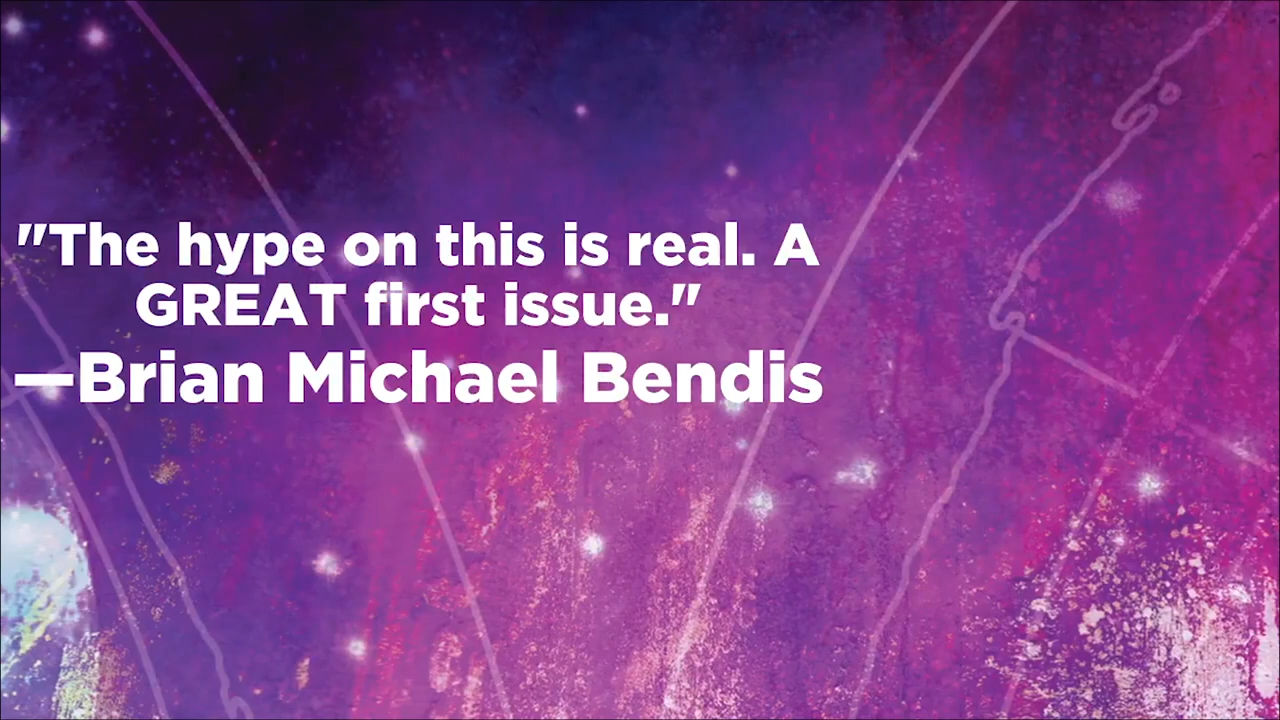 "The hype on this is real. A
GREAT first issue."
—Brian Michael Bendis